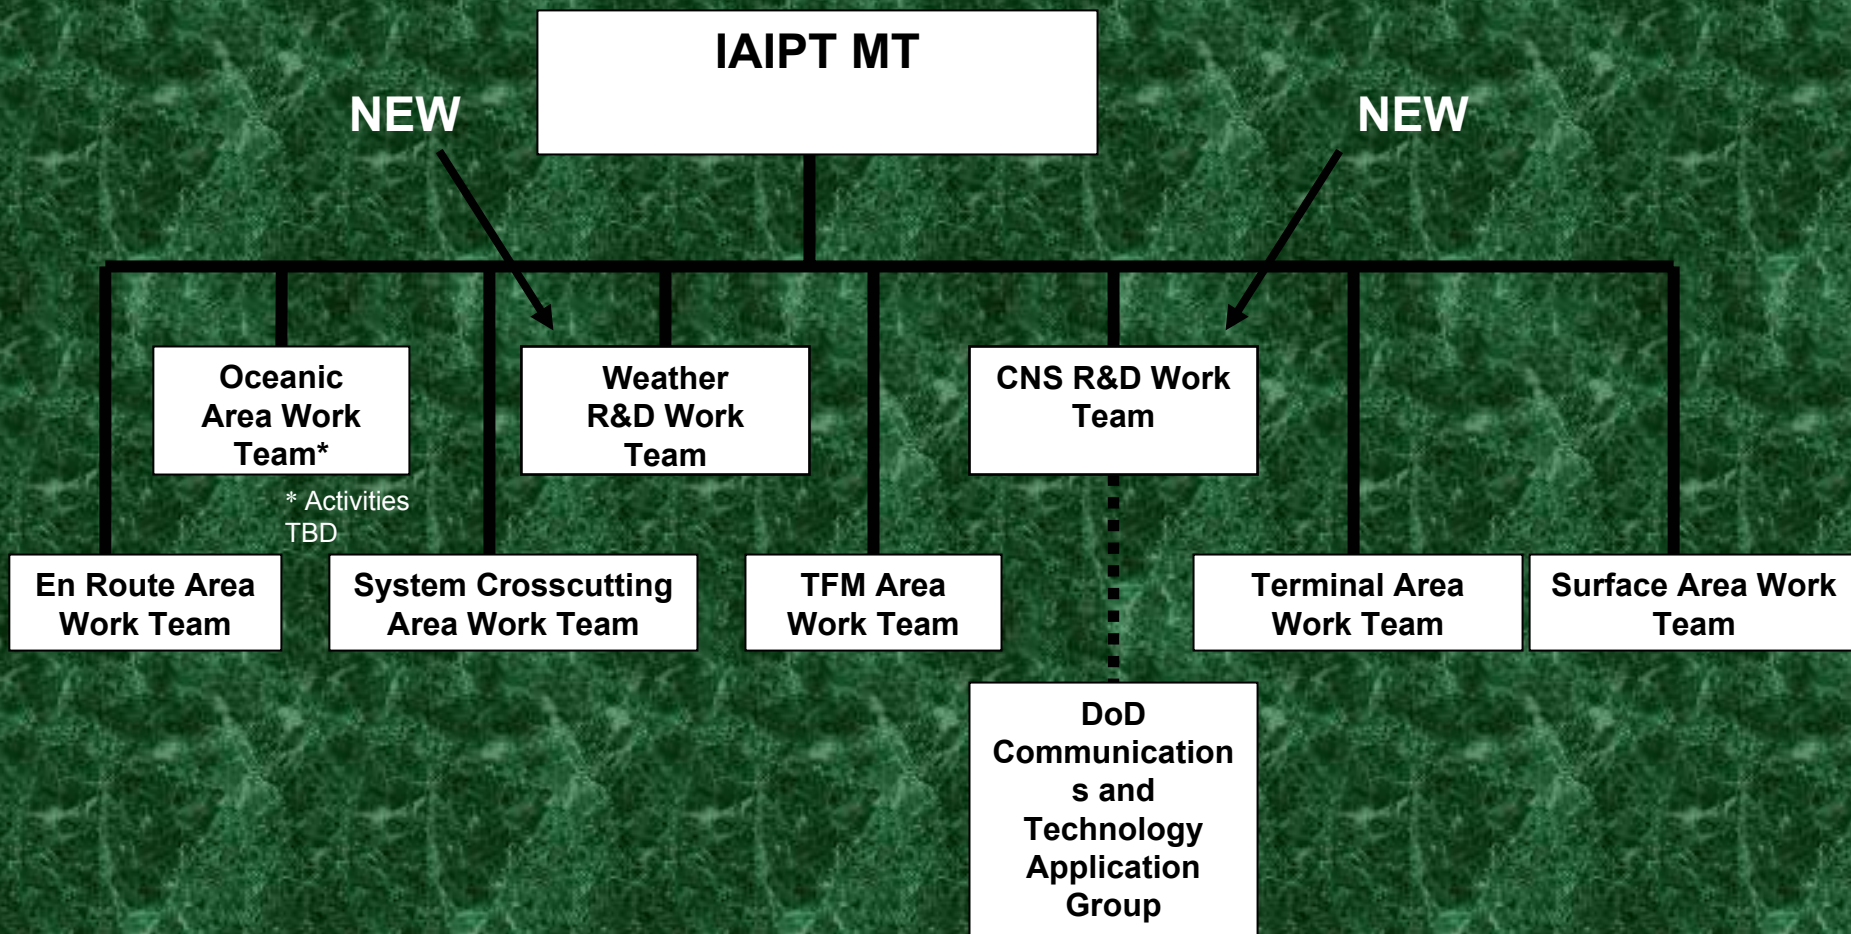 IAIPT MT
NEW
NEW
Oceanic
Area Work
Team*
Weather
R&D Work
Team
CNS R&D Work
Team
* Activities
TBD
En Route Area
Work Team
System Crosscutting
Area Work Team
TFM Area
Work Team
Terminal Area
Work Team
Surface Area Work
Team
DoD
Communication
s and
Technology
Application
Group